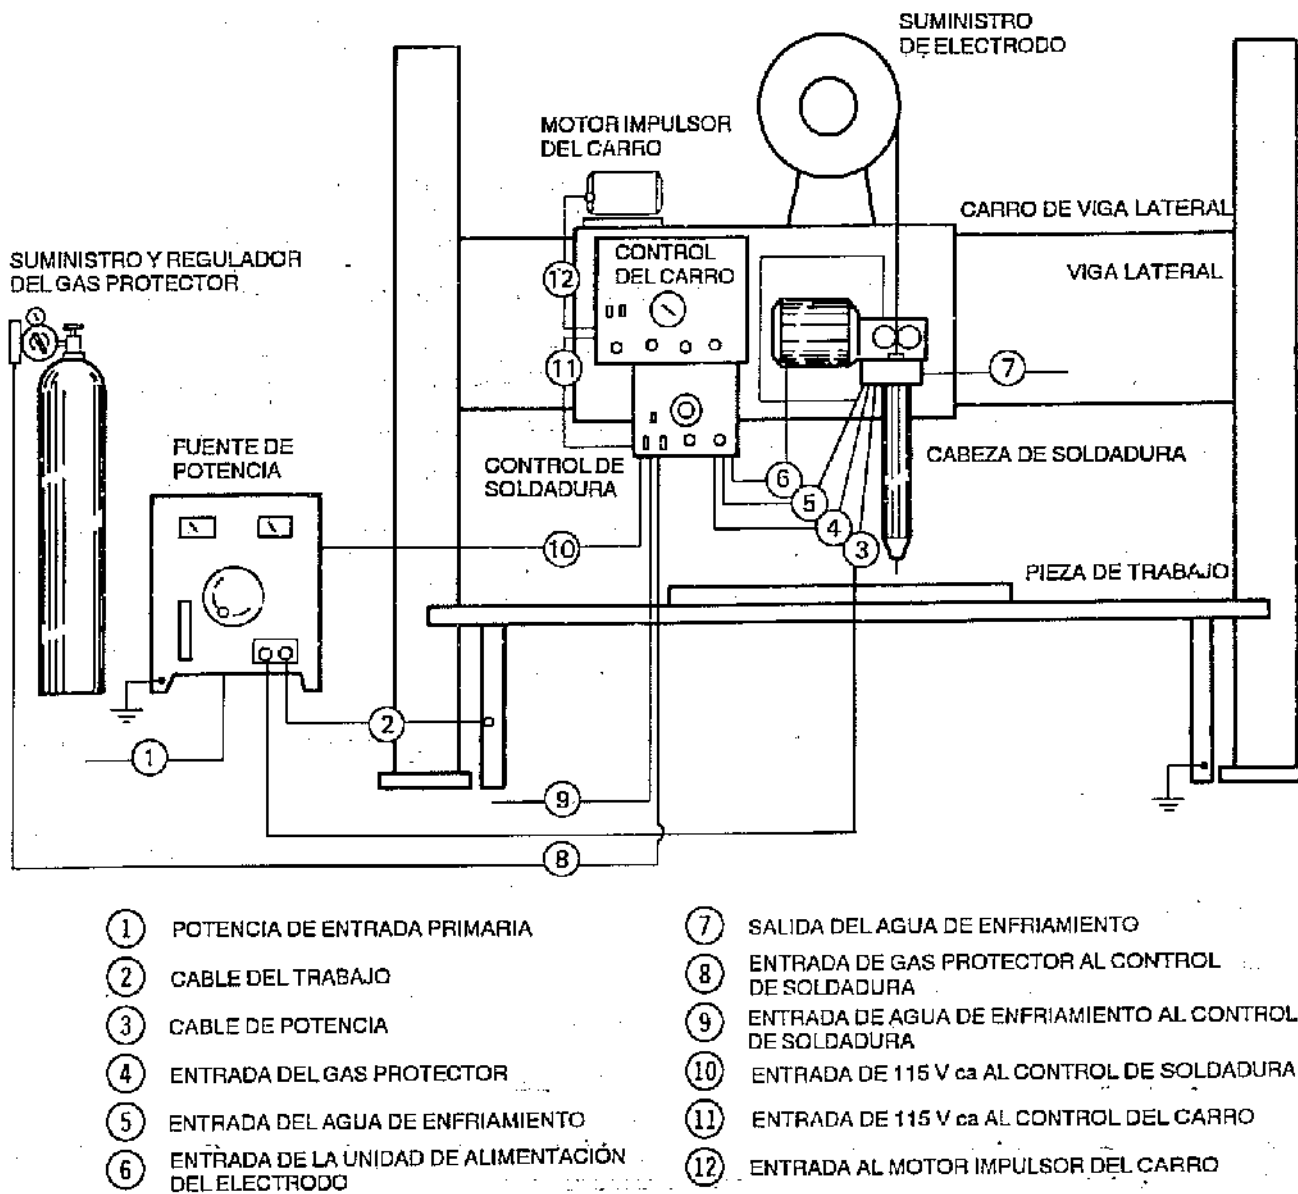 SUMINISTRO
DE ELECTRODO
MOTOR IMPULSOR
DEL CARRO
CARRO DE VIGA LATERAL
SUMINISTRO Y REGULADOR
DEL GAS PROTECTOR
CONTROL
DEL CARRO
VIGA LATERAL
12
11
7
FUENTE DE
POTENCIA
CONTROL DE
SOLDADURA
CABEZA DE SOLDADURA
6
5
4
3
10
PIEZA DE TRABAJO
2
1
9
8
1 POTENCIA DE ENTRADA PRIMARIA
2 CABLE DEL TRABAJO
3 CABLE DE POTENCIA
4 ENTRADA DEL GAS PROTECTOR
5 ENTRADA DEL AGUA DE ENFRIAMIENTO
6 ENTRADA DE LA UNIDAD DE ALIMENTACIÓN
DEL ELECTRODO
7 SALIDA DEL AGUA DE ENFRIAMIENTO
8 ENTRADA DE GAS PROTECTOR AL CONTROL
DE SOLDADURA
9 ENTRADA DE AGUA DE ENFRIAMIENTO AL CONTROL
DE SOLDADURA
10 ENTRADA DE 115 V ca AL CONTROL DE SOLDADURA
11 ENTRADA DE 115 V ca AL CONTROL DEL CARRO
12 ENTRADA AL MOTOR IMPULSOR DEL CARRO